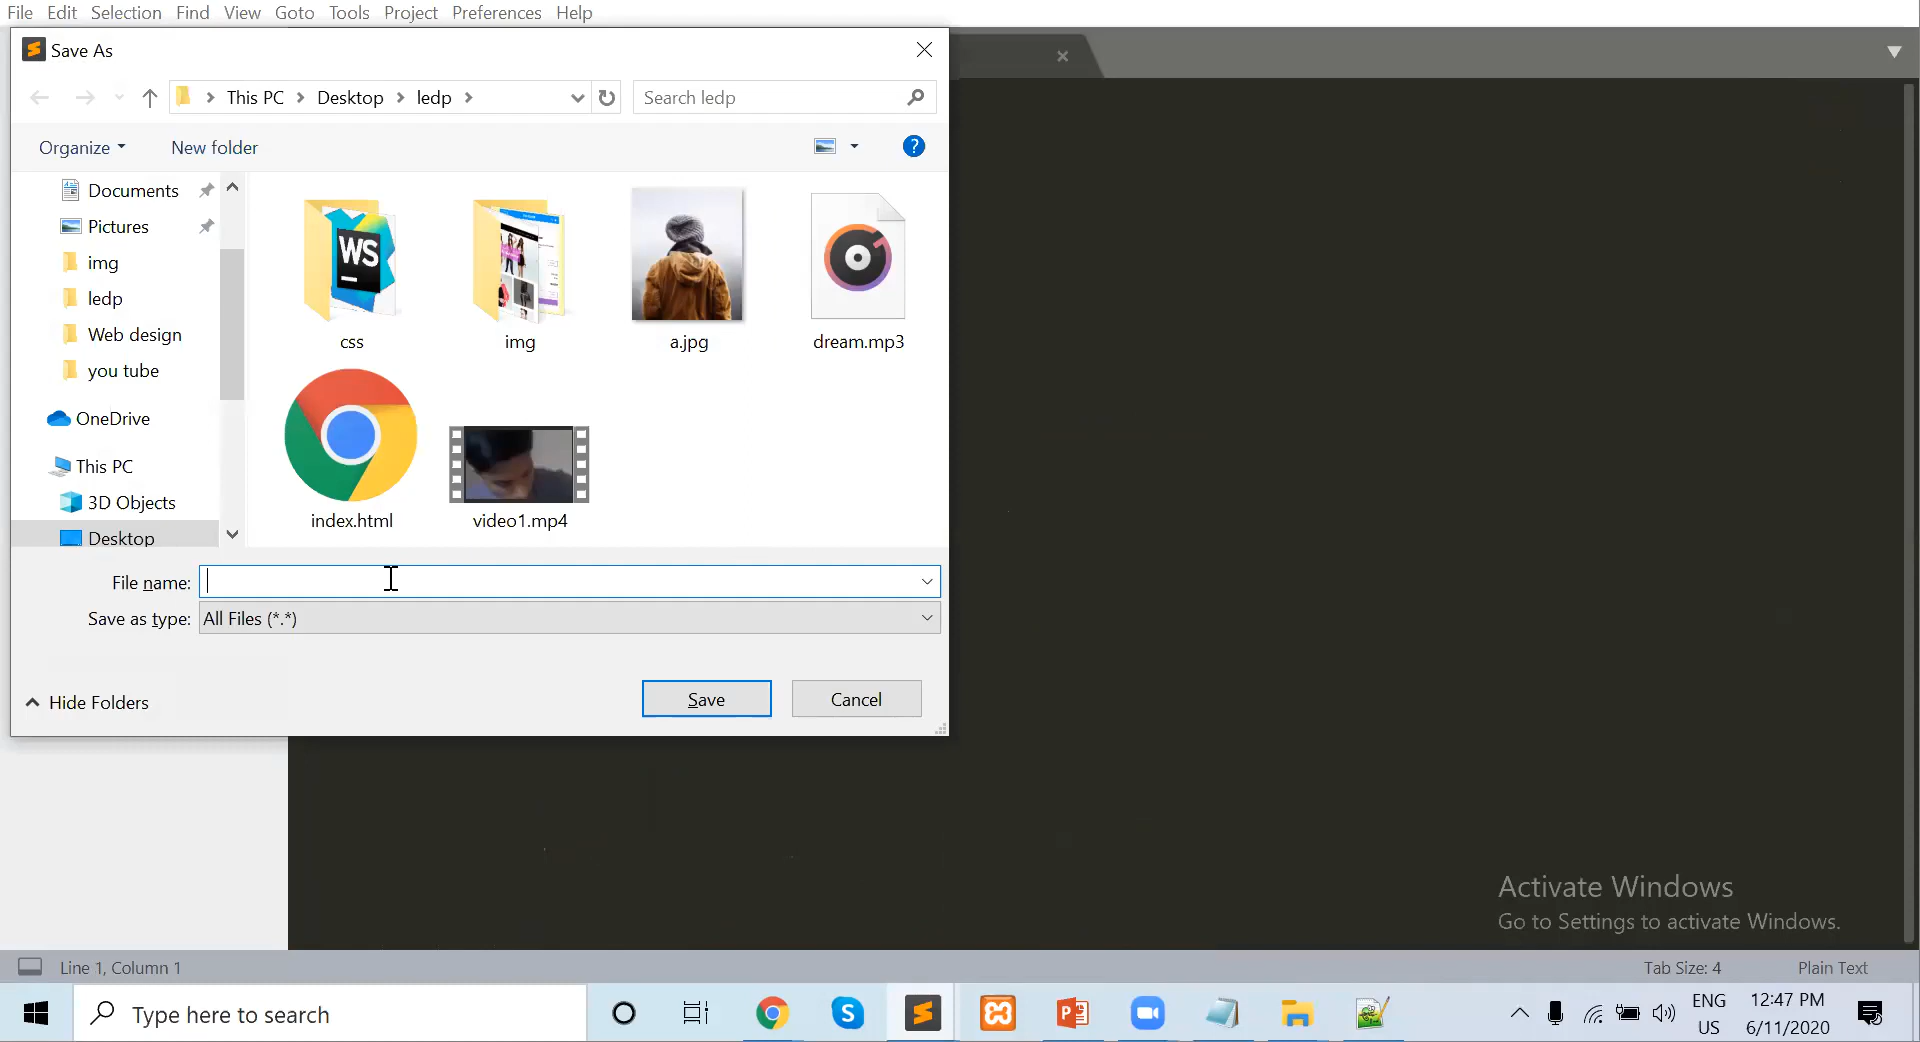 File Edit Selection Find View Goto Tools Project Preferences Help
Save As
This PC Desktop ledp
Search ledp
Organize New folder
Documents
Pictures
img
ledp
Web design
you tube
OneDrive
This PC
3D Objects
Desktop
WS
css img a.jpg dream.mp3
index.html video1.mp4
File name:
Save as type: All Files (*.*)
Hide Folders
Save Cancel
Activate Windows
Go to Settings to activate Windows.
Line 1, Column 1 Tab Size: 4 Plain Text
Type here to search
ENG
US
12:47 PM
6/11/2020